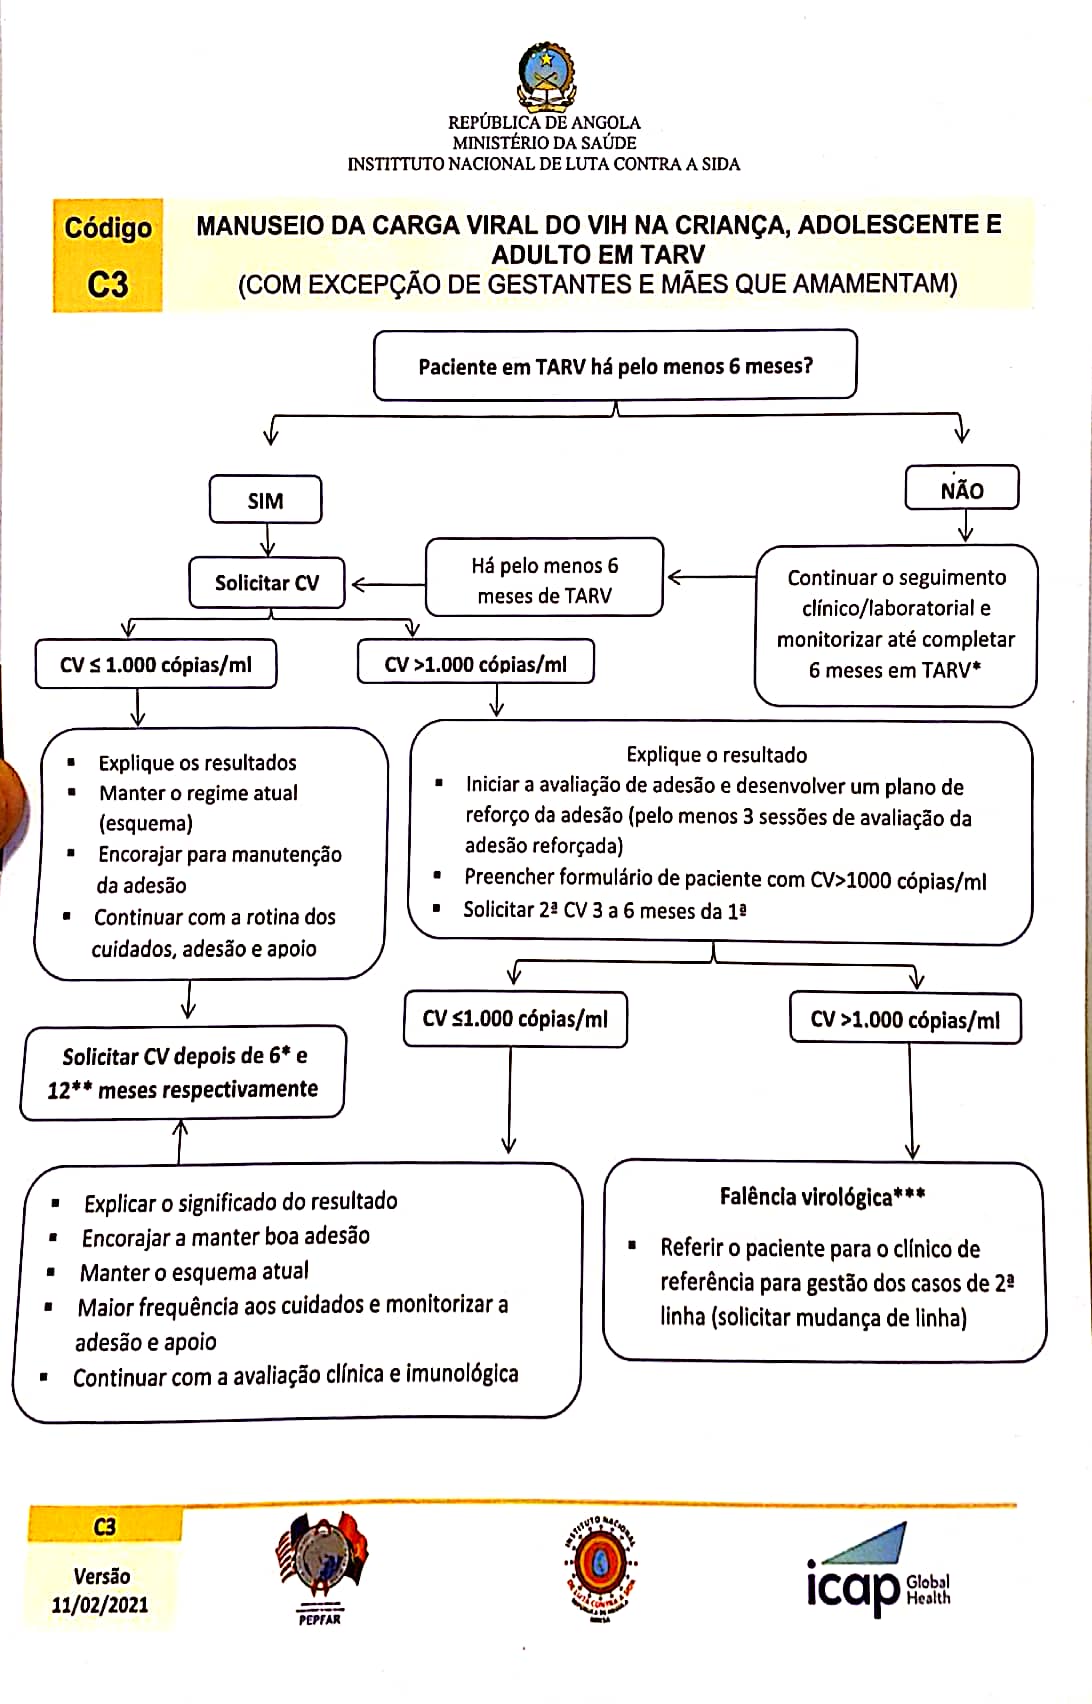 REPÚBLICA DE ANGOLA
MINISTÉRIO DA SAÚDE
INSTITTUTO NACIONAL DE LUTA CONTRA A SIDA
Código
C3
MANUSEIO DA CARGA VIRAL DO VIH NA CRIANÇA, ADOLESCENTE E
ADULTO EM TARV
(COM EXCEPÇÃO DE GESTANTES E MÃES QUE AMAMENTAM)
Paciente em TARV há pelo menos 6 meses?
SIM
NÃO
Solicitar CV
Há pelo menos 6
meses de TARV
Continuar o seguimento
clínico/laboratorial e
monitorizar até completar
6 meses em TARV*
CV ≤ 1.000 cópias/ml
CV >1.000 cópias/ml
▪ Explique os resultados
▪ Manter o regime atual
(esquema)
▪ Encorajar para manutenção
da adesão
▪ Continuar com a rotina dos
cuidados, adesão e apoio
Explique o resultado
▪ Iniciar a avaliação de adesão e desenvolver um plano de
reforço da adesão (pelo menos 3 sessões de avaliação da
adesão reforçada)
▪ Preencher formulário de paciente com CV>1000 cópias/ml
▪ Solicitar 2ª CV 3 a 6 meses da 1ª
CV ≤1.000 cópias/ml
CV >1.000 cópias/ml
Solicitar CV depois de 6* e
12** meses respectivamente
▪ Explicar o significado do resultado
▪ Encorajar a manter boa adesão
▪ Manter o esquema atual
▪ Maior frequência aos cuidados e monitorizar a
adesão e apoio
▪ Continuar com a avaliação clínica e imunológica
Falência virológica***
▪ Referir o paciente para o clínico de
referência para gestão dos casos de 2ª
linha (solicitar mudança de linha)
C3
Versão
11/02/2021
PEPFAR
INSTITUTO NACIONAL
DE LUTA CONTRA A SIDA
icap Global
Health